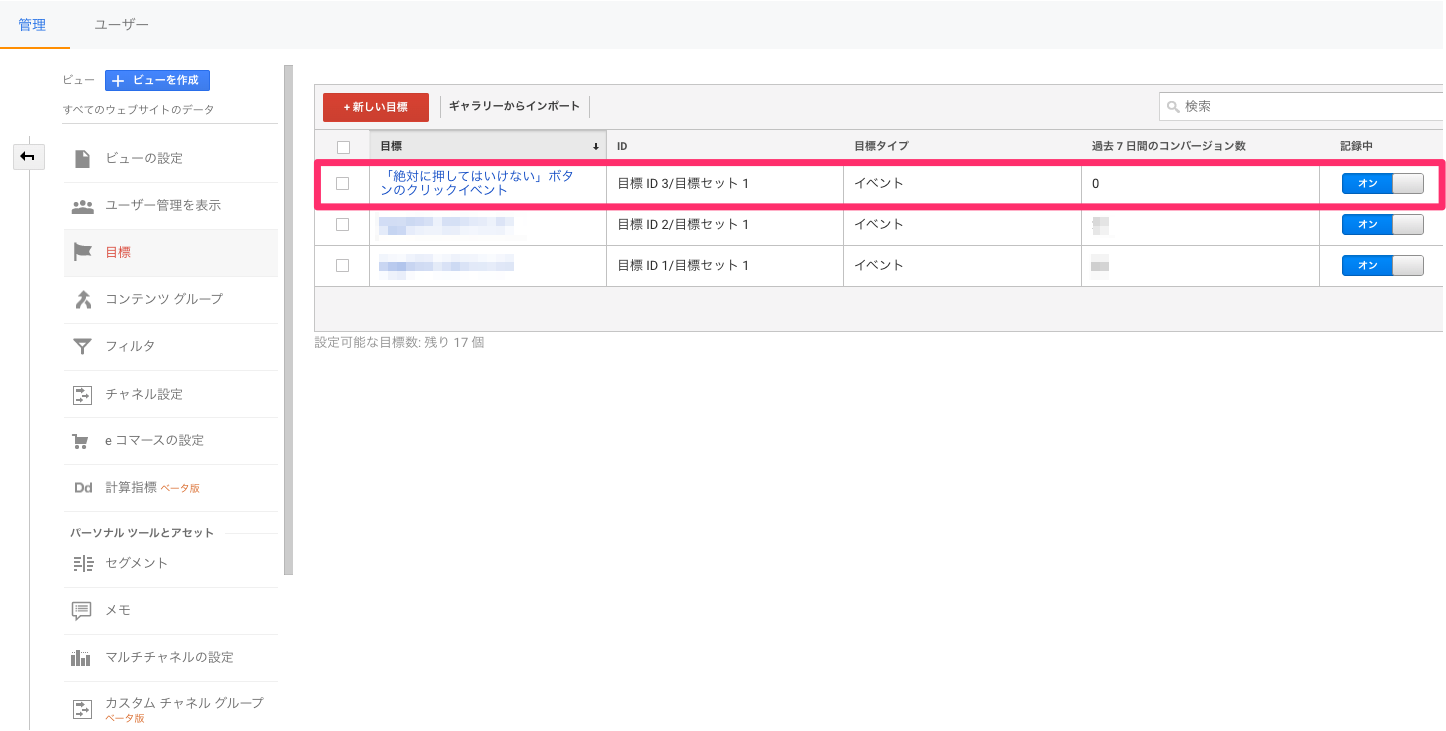 管理
ユーザー
ビュー
+ ビューを作成
すべてのウェブサイトのデータ
ビューの設定
ユーザー管理を表示
目標
コンテンツ グループ
フィルタ
チャネル設定
e コマースの設定
Dd 計算指標 ベータ版
パーソナル ツールとアセット
セグメント
メモ
マルチチャネルの設定
カスタム チャネル グループ
ベータ版
+ 新しい目標
ギャラリーからインポート
検索
目標
ID
目標タイプ
過去 7 日間のコンバージョン数
記録中
「絶対に押してはいけない」ボタ
ンのクリックイベント
目標 ID 3/目標セット 1
イベント
0
オン
目標 ID 2/目標セット 1
イベント
オン
目標 ID 1/目標セット 1
イベント
オン
設定可能な目標数: 残り 17 個